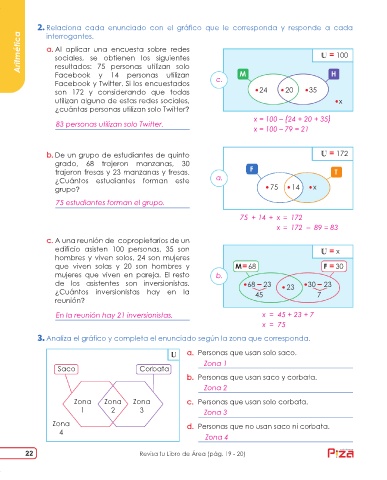 Aritmética
2. Relaciona cada enunciado con el gráfico que le corresponda y responde a cada
interrogantes.
a. Al aplicar una encuesta sobre redes
sociales, se obtienen los siguientes
resultados: 75 personas utilizan solo
Facebook y 14 personas utilizan
Facebook y Twitter. Si los encuestados
son 172 y considerando que todos
utilizan alguna de estas redes sociales,
¿cuántas personas utilizan solo Twitter?
83 personas utilizan solo Twitter.
U = 100
M
H
c.
• 24 • 20 • 35
• x
x = 100 – (24 + 20 + 35)
x = 100 – 79 = 21
b. De un grupo de estudiantes de quinto
grado, 68 trajeron manzanas, 30
trajeron fresas y 23 manzanas y fresas.
¿Cuántos estudiantes forman este
grupo?
75 estudiantes forman el grupo.
U = 172
F
T
a.
• 75 • 14 • x
75 + 14 + x = 172
x = 172 – 89 = 83
c. A una reunión de copropietarios de un
edificio asisten 100 personas, 35 son
hombres y viven solos, 24 son mujeres
que viven solas y 20 son hombres y
mujeres que viven en pareja. El resto
de los asistentes son inversionistas.
¿Cuántos inversionistas hay en la
reunión?
En la reunión hay 21 inversionistas.
U = x
M = 68
F = 30
b.
• 68 – 23 • 23 • 30 – 23
45 7
x = 45 + 23 + 7
x = 75
3. Analiza el gráfico y completa el enunciado según la zona que corresponda.
U
Saco Corbata
Zona Zona Zona
1 2 3
Zona
4
a. Personas que usan solo saco.
Zona 1
b. Personas que usan saco y corbata.
Zona 2
c. Personas que usan solo corbata.
Zona 3
d. Personas que no usan saco ni corbata.
Zona 4
22 Revisa tu Libro de Área (pág. 19 - 20)